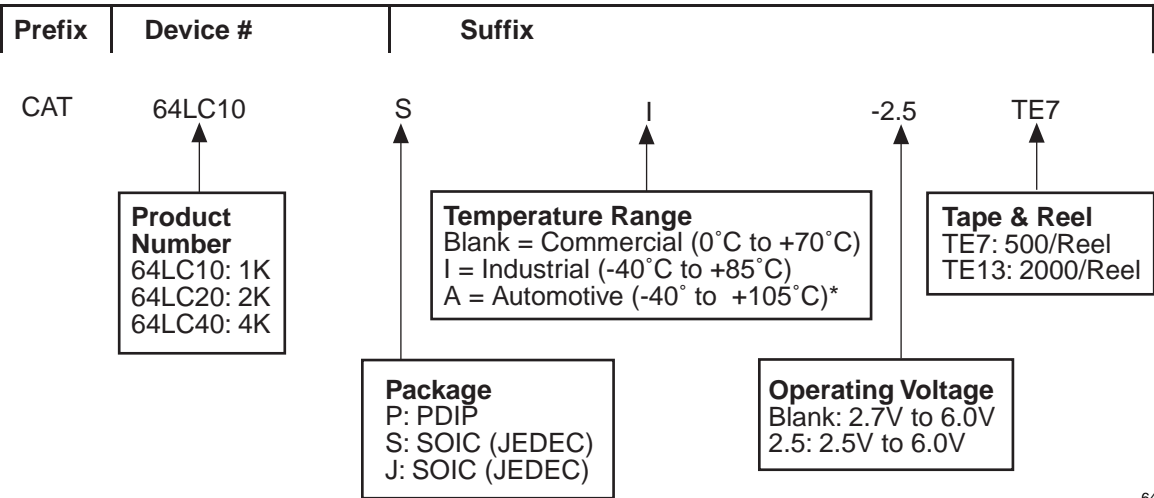 Prefix Device # Suffix
CAT 64LC10 S I -2.5 TE7
Product
Number
64LC10: 1K
64LC20: 2K
64LC40: 4K
Temperature Range
Blank = Commercial (0˚C to +70˚C)
I = Industrial (-40˚C to +85˚C)
A = Automotive (-40˚ to +105˚C)*
Tape & Reel
TE7: 500/Reel
TE13: 2000/Reel
Package
P: PDIP
S: SOIC (JEDEC)
J: SOIC (JEDEC)
Operating Voltage
Blank: 2.7V to 6.0V
2.5: 2.5V to 6.0V